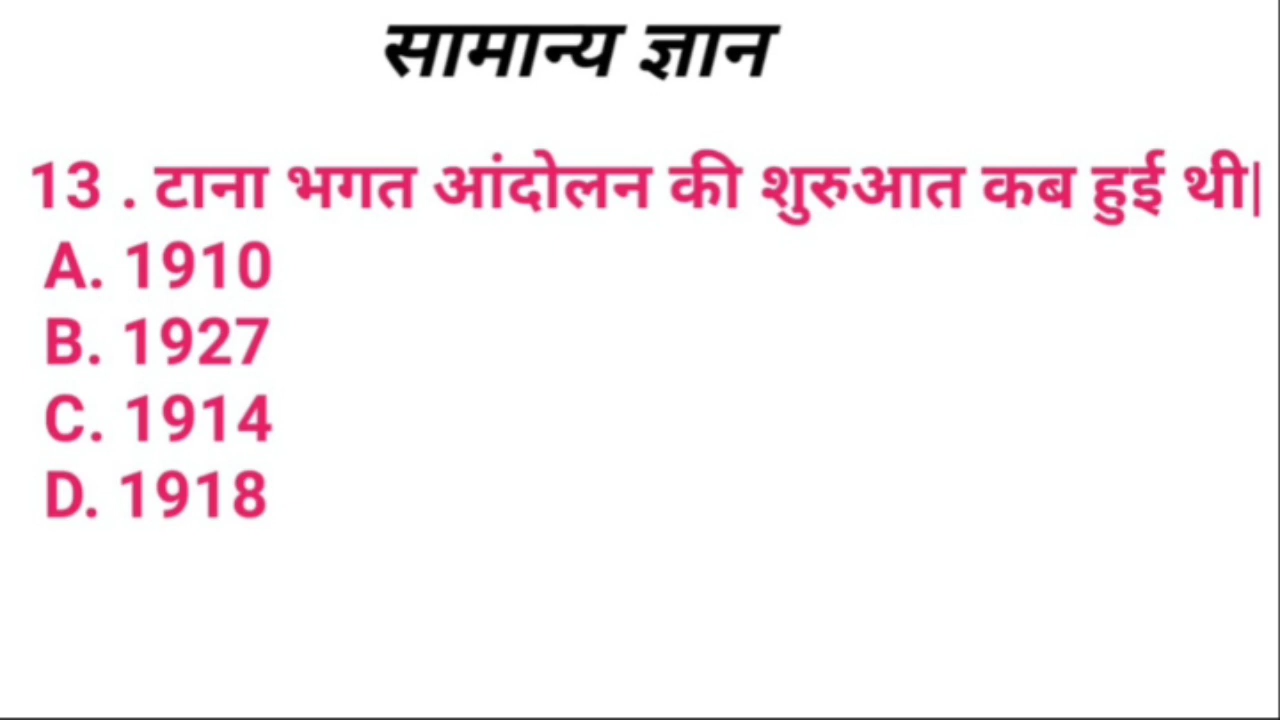 सामान्य ज्ञान
13 . टाना भगत आंदोलन की शुरुआत कब हुई थी|
A. 1910
B. 1927
C. 1914
D. 1918